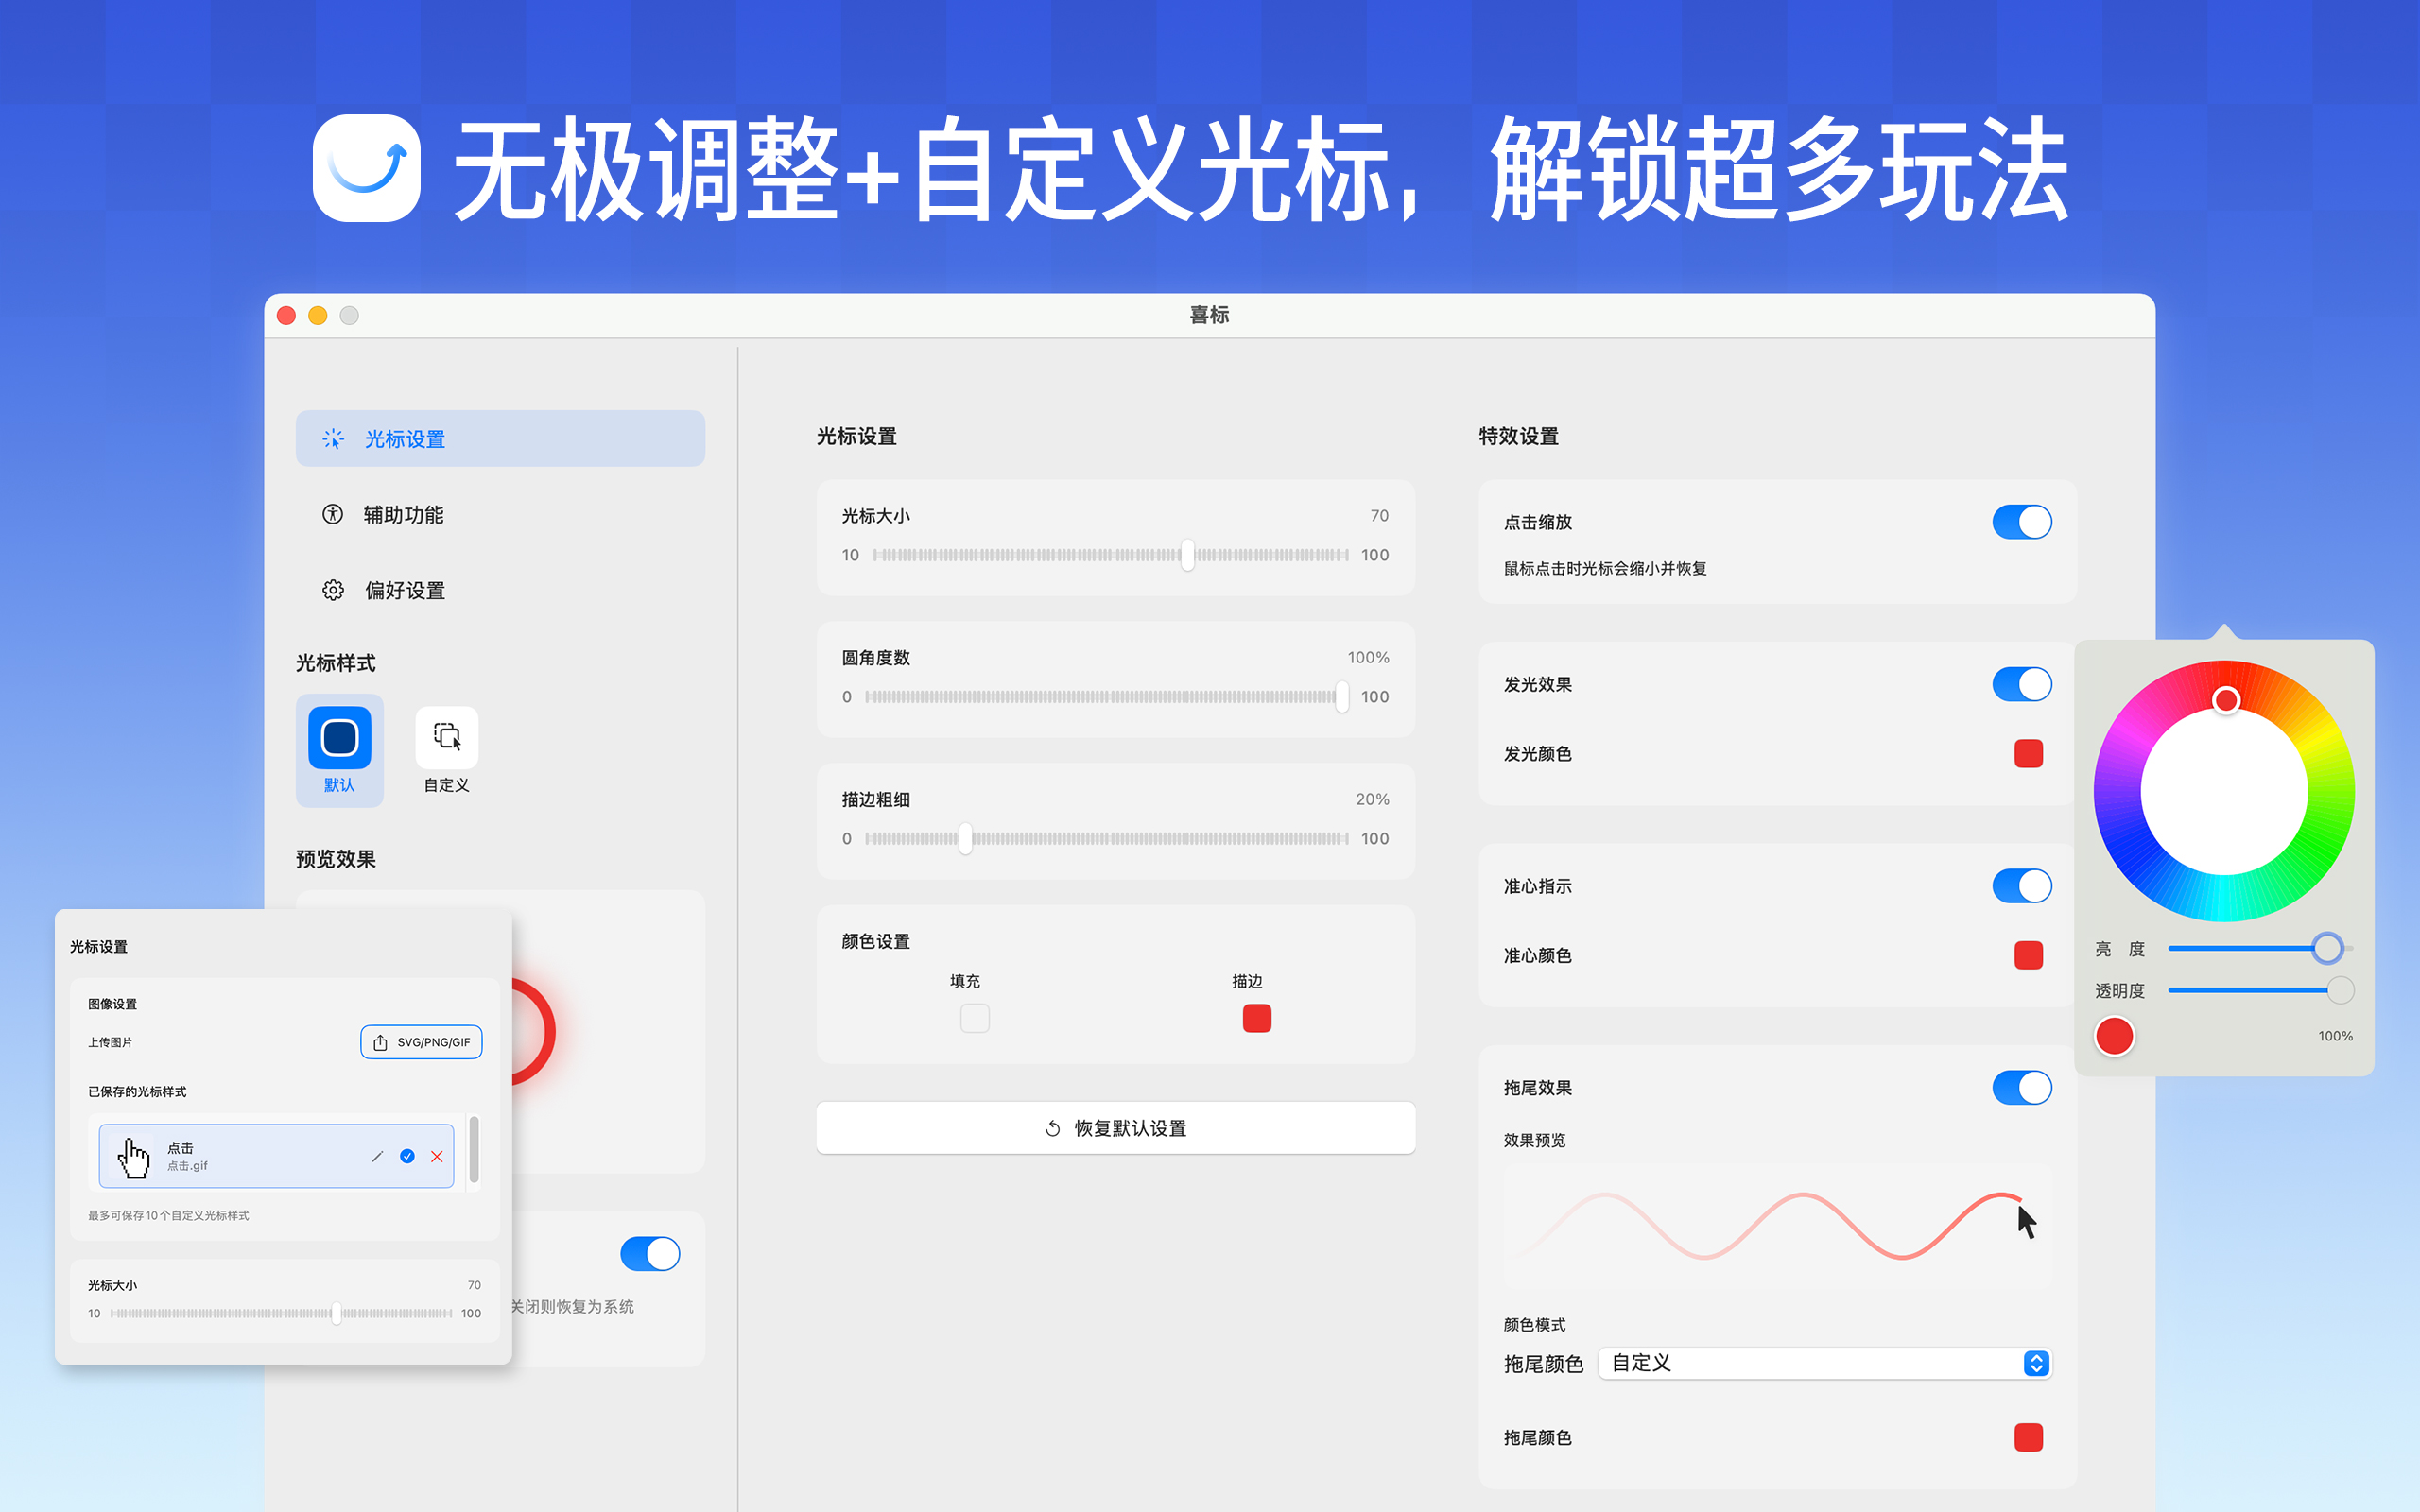 无极调整+自定义光标，解锁超多玩法
喜标
光标设置
辅助功能
偏好设置
光标样式
默认
自定义
预览效果
关闭则恢复为系统
光标设置
光标大小
70
10
100
圆角度数
100%
0
100
描边粗细
20%
0
100
颜色设置
填充
描边
恢复默认设置
特效设置
点击缩放
鼠标点击时光标会缩小并恢复
发光效果
发光颜色
准心指示
准心颜色
拖尾效果
效果预览
颜色模式
拖尾颜色
自定义
拖尾颜色
光标设置
图像设置
上传图片
SVG/PNG/GIF
已保存的光标样式
点击
点击.gif
最多可保存10个自定义光标样式
光标大小
70
10
100
亮 度
透明度
100%